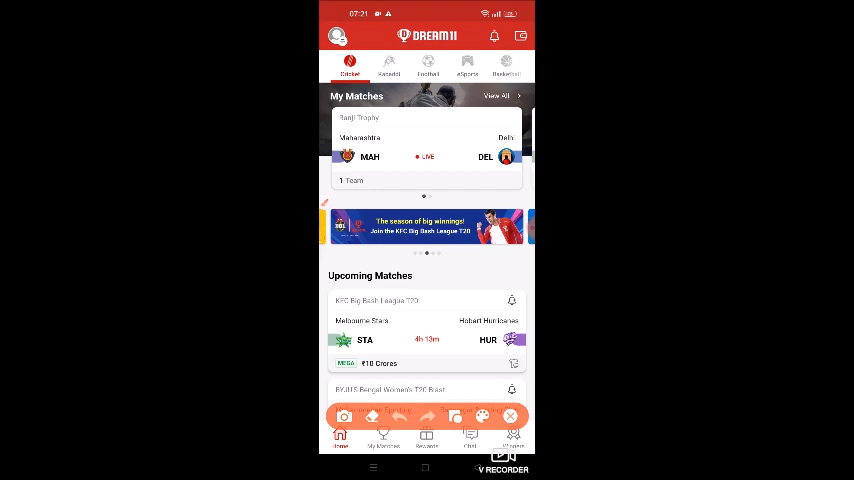 07:21
DREAM11
Cricket Kabaddi Football eSports Basketball
My Matches View All
Ranji Trophy
Maharashtra Delhi
MAH LIVE DEL
1 Team
The season of big winnings!
Join the KFC Big Bash League T20
Upcoming Matches
KFC Big Bash League T20
Melbourne Stars Hobart Hurricanes
STA 4h 13m HUR
MEGA ₹10 Crores
BYJU'S Bengal Women's T20 Blast
Home My Matches Rewards Chat Winners
V RECORDER